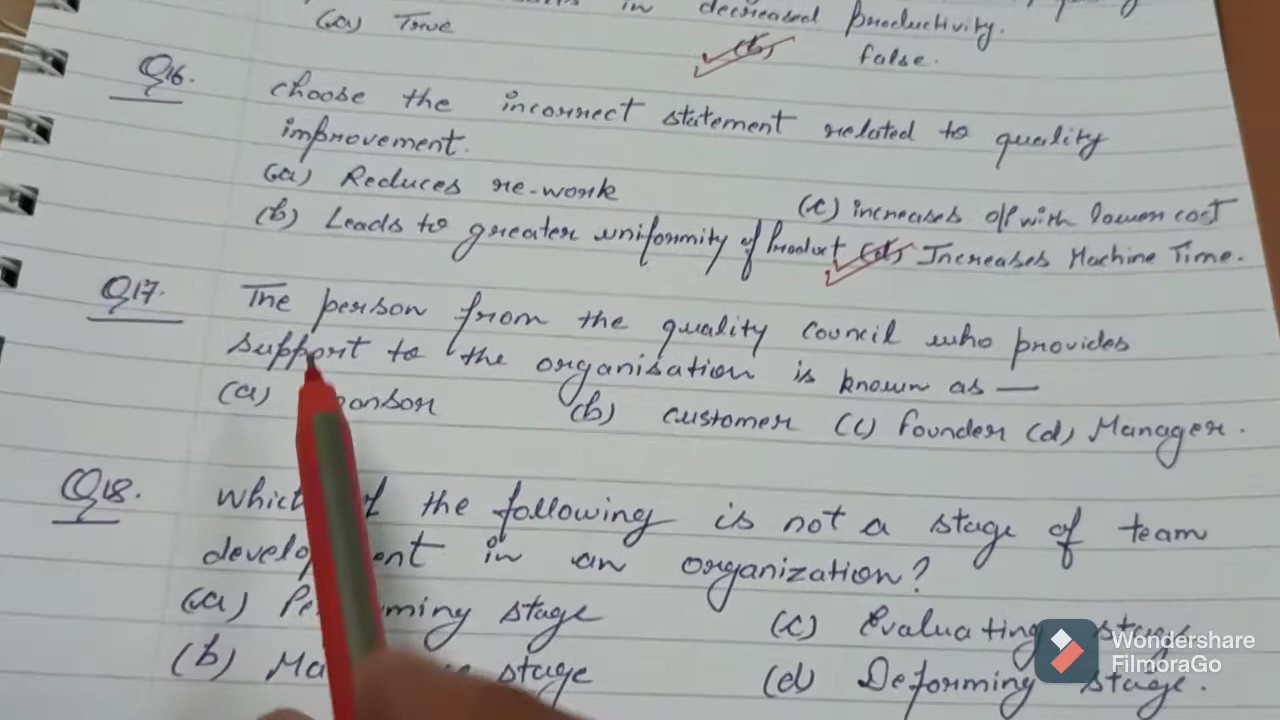 in decreased productivity.
(a) True (b) false.
Q16. choose the incorrect statement related to quality
improvement.
(a) Reduces re-work (c) increases o/p with lower cost
(b) Leads to greater uniformity of Product (d) Increases Machine Time.
Q17. The person from the quality council who provides
support to the organisation is known as —
(a) ponsor (b) customer (c) founder (d) Manager.
Q18. which of the following is not a stage of team
development in an organization?
(a) Performing stage (c) Evaluating stage
(b) stage (d) Deforming stage.
Wondershare
FilmoraGo